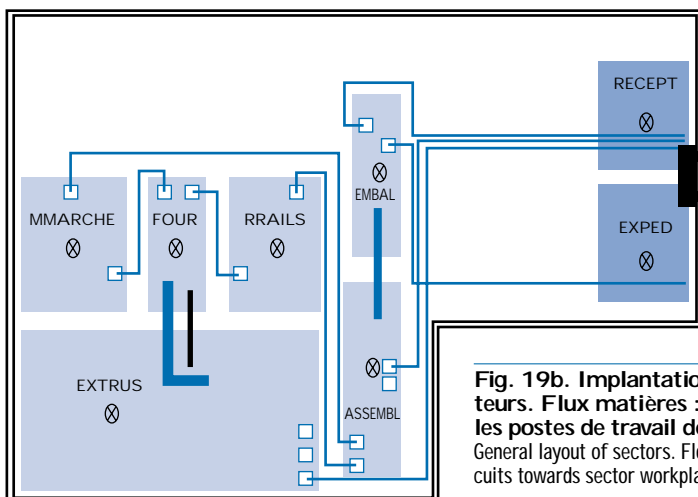 RECEPT
EMBAL
MMARCHE
FOUR
RRAILS
EXPED
EXTRUS
ASSEMBL
Fig. 19b. Implantatio
teurs. Flux matières :
les postes de travail d
General layout of sectors. Fl
cuits towards sector workpla